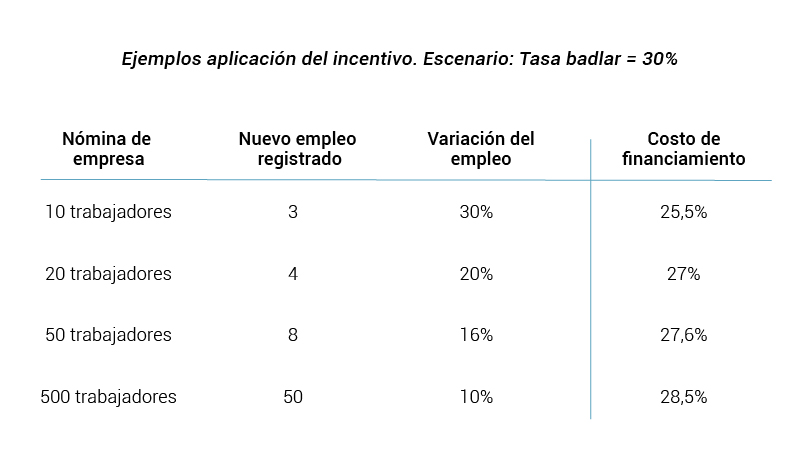 Ejemplos aplicación del incentivo. Escenario: Tasa badlar = 30%
Nómina de empresa Nuevo empleo registrado Variación del empleo Costo de financiamiento
10 trabajadores 3 30% 25,5%
20 trabajadores 4 20% 27%
50 trabajadores 8 16% 27,6%
500 trabajadores 50 10% 28,5%